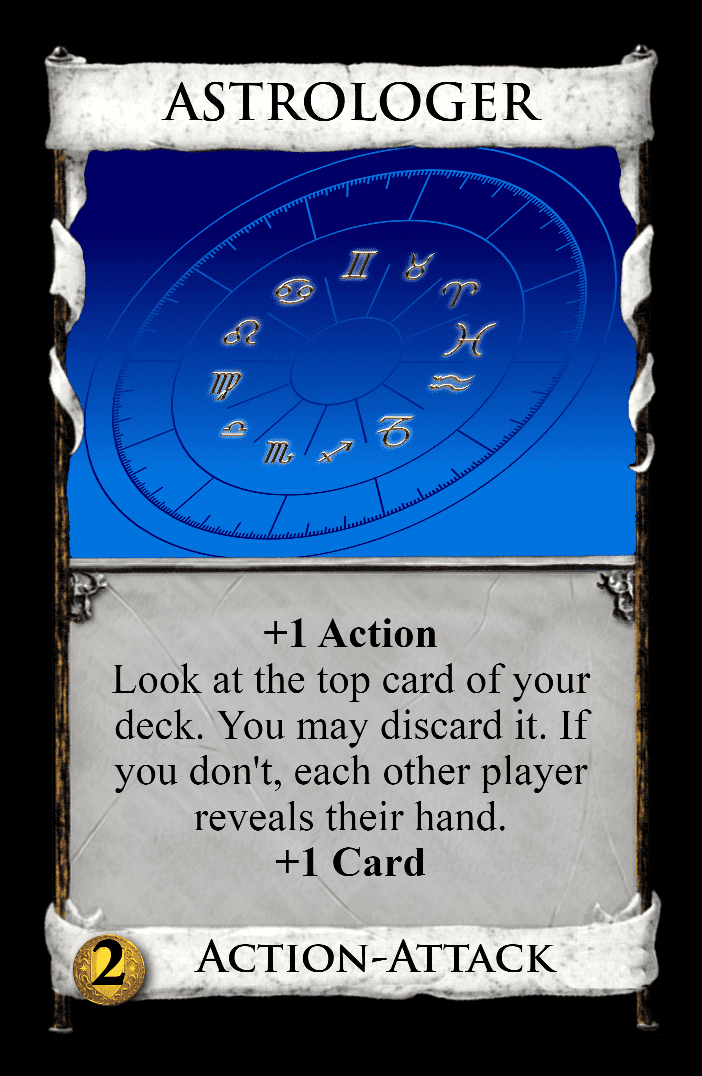 ASTROLOGER
♊ ♉
♋ ♈
♌ ♓
♍ ♒
♎ ♑
♏ ♐
+1 Action
Look at the top card of your
deck. You may discard it. If
you don't, each other player
reveals their hand.
+1 Card
2 ACTION-ATTACK